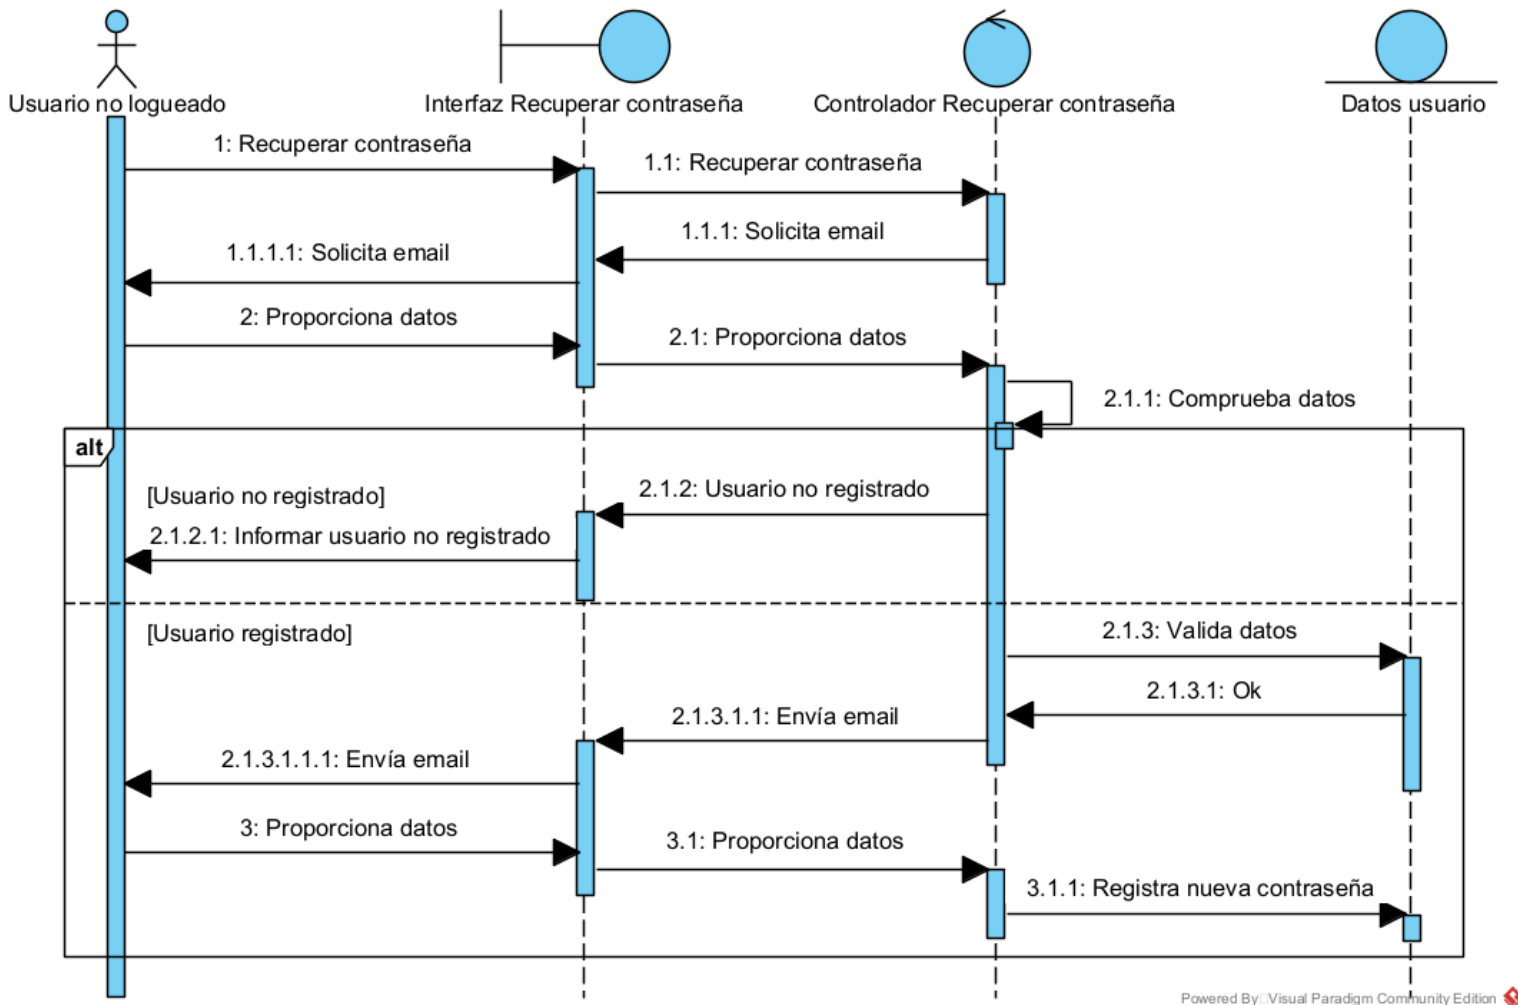 Usuario no logueado
Interfaz Recuperar contraseña
Controlador Recuperar contraseña
Datos usuario
1: Recuperar contraseña
1.1: Recuperar contraseña
1.1.1: Solicita email
1.1.1.1: Solicita email
2: Proporciona datos
2.1: Proporciona datos
2.1.1: Comprueba datos
alt
[Usuario no registrado]
2.1.2: Usuario no registrado
2.1.2.1: Informar usuario no registrado
[Usuario registrado]
2.1.3: Valida datos
2.1.3.1: Ok
2.1.3.1.1: Envía email
2.1.3.1.1.1: Envía email
3: Proporciona datos
3.1: Proporciona datos
3.1.1: Registra nueva contraseña
Powered By Visual Paradigm Community Edition